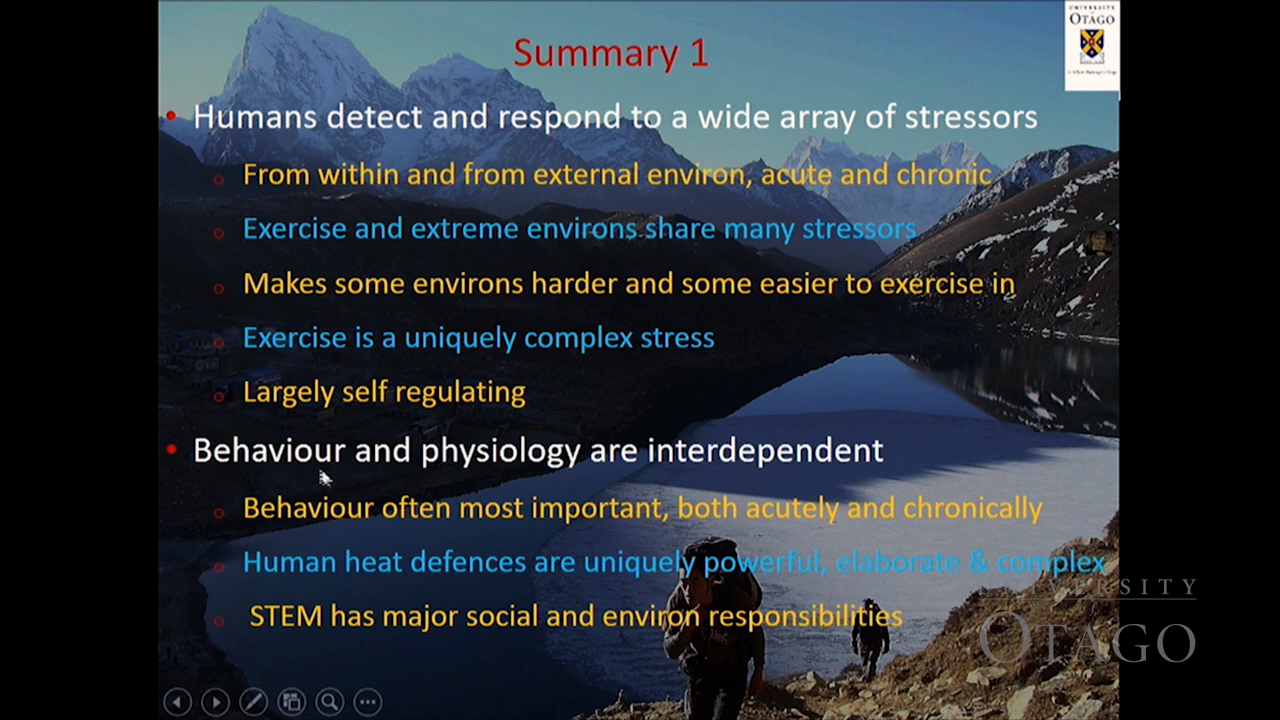 UNIVERSITY
OTAGO
Summary 1
Humans detect and respond to a wide array of stressors
From within and from external environ, acute and chronic
Exercise and extreme environs share many stressors
Makes some environs harder and some easier to exercise in
Exercise is a uniquely complex stress
Largely self regulating
Behaviour and physiology are interdependent
Behaviour often most important, both acutely and chronically
Human heat defences are uniquely powerful, elaborate & complex
STEM has major social and environ responsibilities
OTAGO